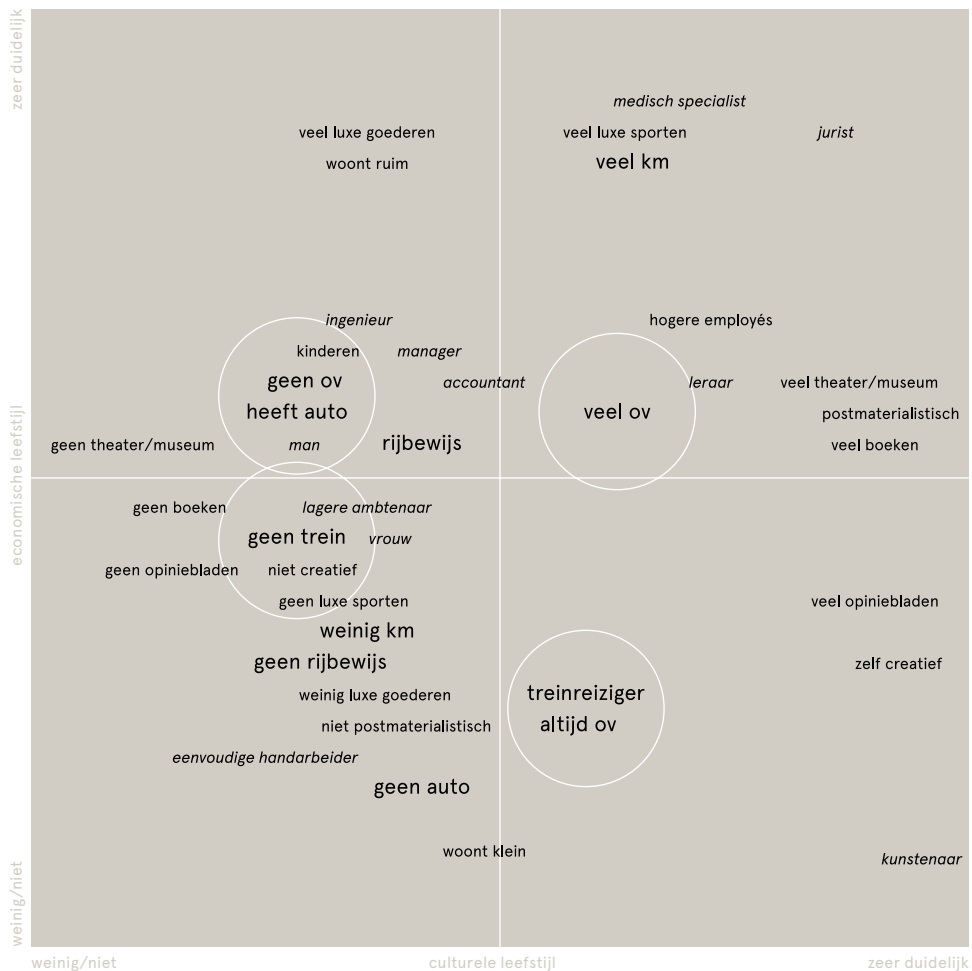 zeer duidelijk
medisch specialist
veel luxe goederen
veel luxe sporten
jurist
woont ruim
veel km
ingenieur
hogere employés
kinderen
manager
geen ov
accountant
leraar
veel theater/museum
heeft auto
veel ov
postmaterialistisch
geen theater/museum
man
rijbewijs
veel boeken
economische leefstijl
geen boeken
lagere ambtenaar
geen trein
vrouw
geen opiniebladen
niet creatief
geen luxe sporten
veel opiniebladen
weinig km
geen rijbewijs
zelf creatief
weinig luxe goederen
treinreiziger
niet postmaterialistisch
altijd ov
eenvoudige handarbeider
geen auto
woont klein
kunstenaar
weinig/niet
weinig/niet
culturele leefstijl
zeer duidelijk